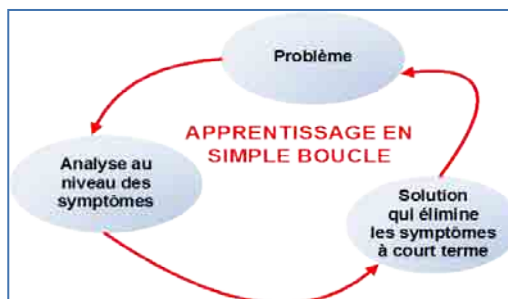 Problème
APPRENTISSAGE EN
SIMPLE BOUCLE
Analyse au
niveau des
symptômes
Solution
qui élimine
les symptômes
à court terme